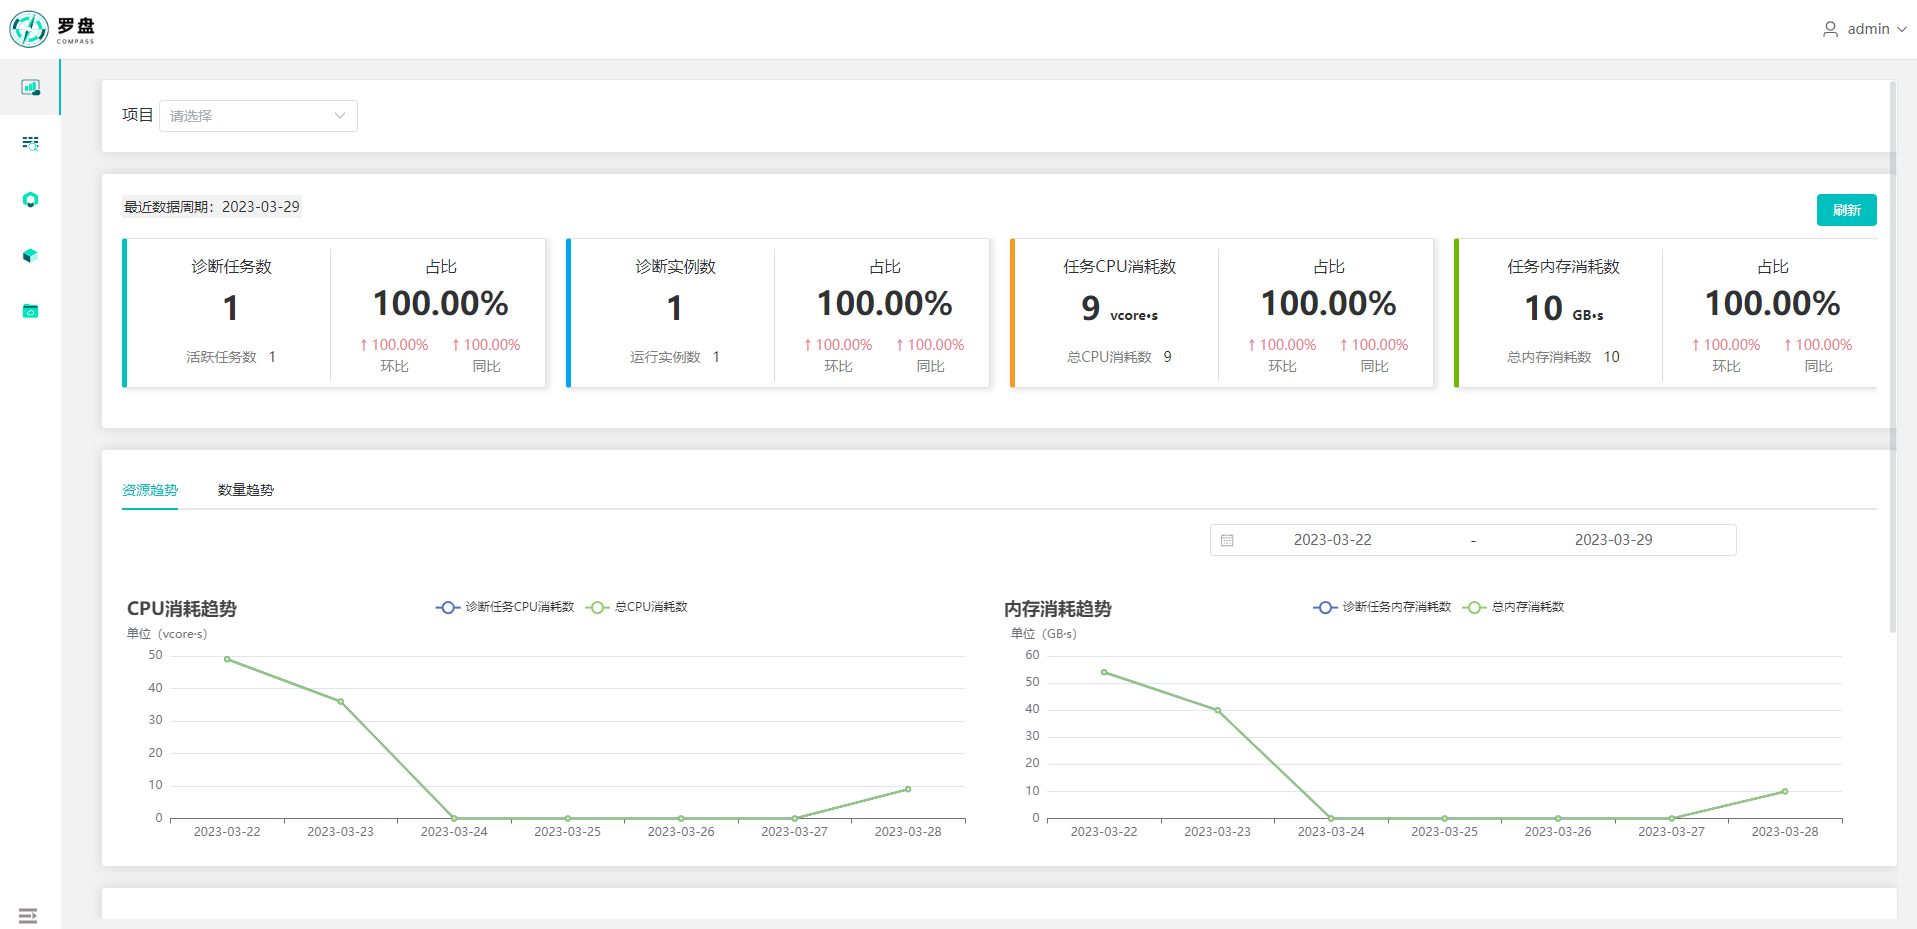 罗盘
COMPASS
admin
项目 请选择
最近数据周期：2023-03-29
刷新
诊断任务数
1
活跃任务数 1
占比
100.00%
↑ 100.00% ↑ 100.00%
环比 同比
诊断实例数
1
运行实例数 1
占比
100.00%
↑ 100.00% ↑ 100.00%
环比 同比
任务CPU消耗数
9 vcore·s
总CPU消耗数 9
占比
100.00%
↑ 100.00% ↑ 100.00%
环比 同比
任务内存消耗数
10 GB·s
总内存消耗数 10
占比
100.00%
↑ 100.00% ↑ 100.00%
环比 同比
资源趋势 数量趋势
2023-03-22 - 2023-03-29
CPU消耗趋势
诊断任务CPU消耗数 总CPU消耗数
单位（vcore·s）
50
40
30
20
10
0
2023-03-22 2023-03-23 2023-03-24 2023-03-25 2023-03-26 2023-03-27 2023-03-28
内存消耗趋势
诊断任务内存消耗数 总内存消耗数
单位（GB·s）
60
50
40
30
20
10
0
2023-03-22 2023-03-23 2023-03-24 2023-03-25 2023-03-26 2023-03-27 2023-03-28